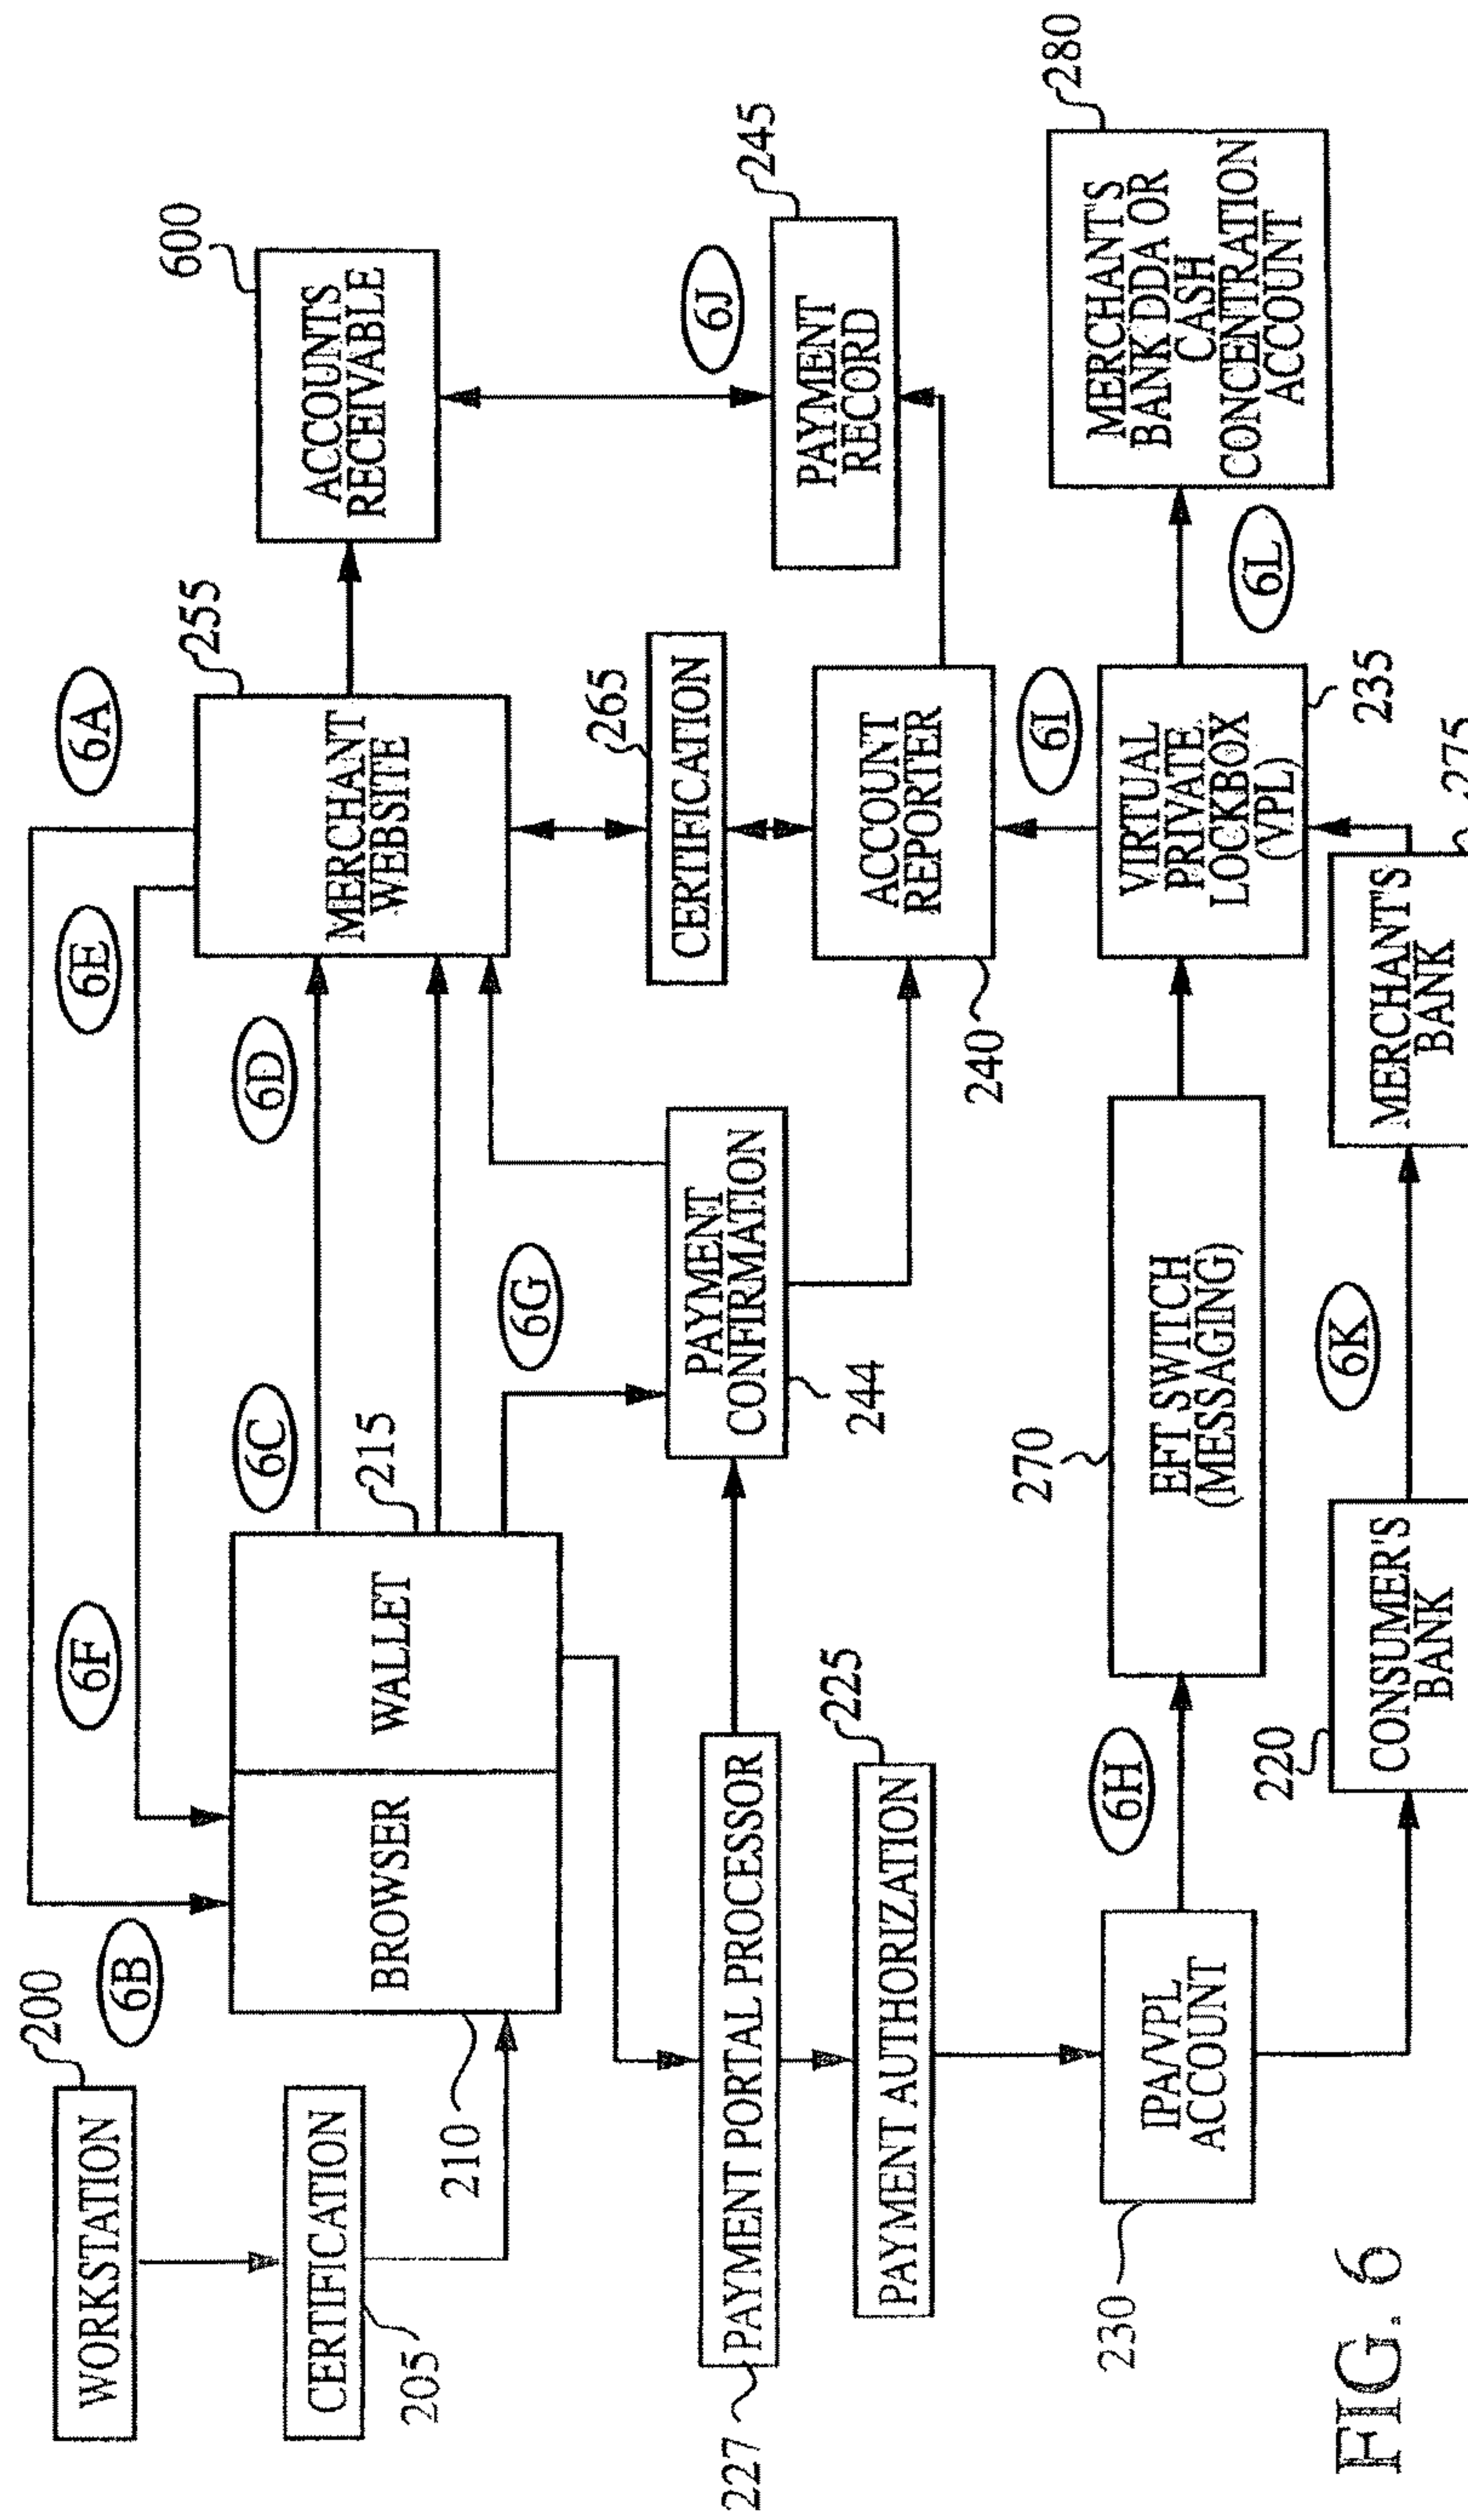 WORKSTATION
200
CERTIFICATION
205
6B
6F
6E
6A
BROWSER
WALLET
210
215
6C
6D
MERCHANT
WEBSITE
255
ACCOUNTS
RECEIVABLE
600
6G
PAYMENT PORTAL PROCESSOR
227
PAYMENT
CONFIRMATION
244
CERTIFICATION
265
6J
PAYMENT
RECORD
245
PAYMENT AUTHORIZATION
225
ACCOUNT
REPORTER
240
6I
IPA/VPL
ACCOUNT
230
6H
EFT SWITCH
(MESSAGING)
270
VIRTUAL
PRIVATE
LOCKBOX
(VPL)
235
6L
MERCHANT'S
BANK DDA OR
CASH
CONCENTRATION
ACCOUNT
280
CONSUMER'S
BANK
220
6K
MERCHANT'S
BANK
275
FIG. 6